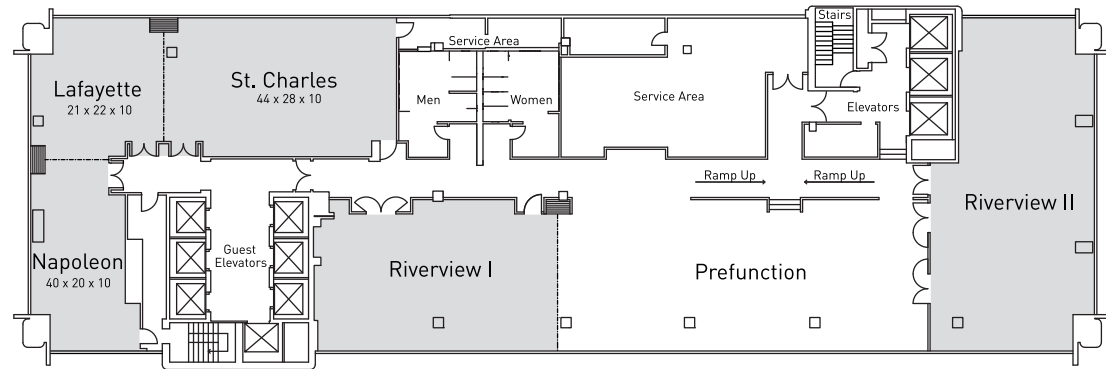 Stairs
Service Area
Lafayette
21 x 22 x 10
St. Charles
44 x 28 x 10
Men
Women
Service Area
Elevators
Ramp Up
Ramp Up
Riverview II
Napoleon
40 x 20 x 10
Guest
Elevators
Riverview I
Prefunction